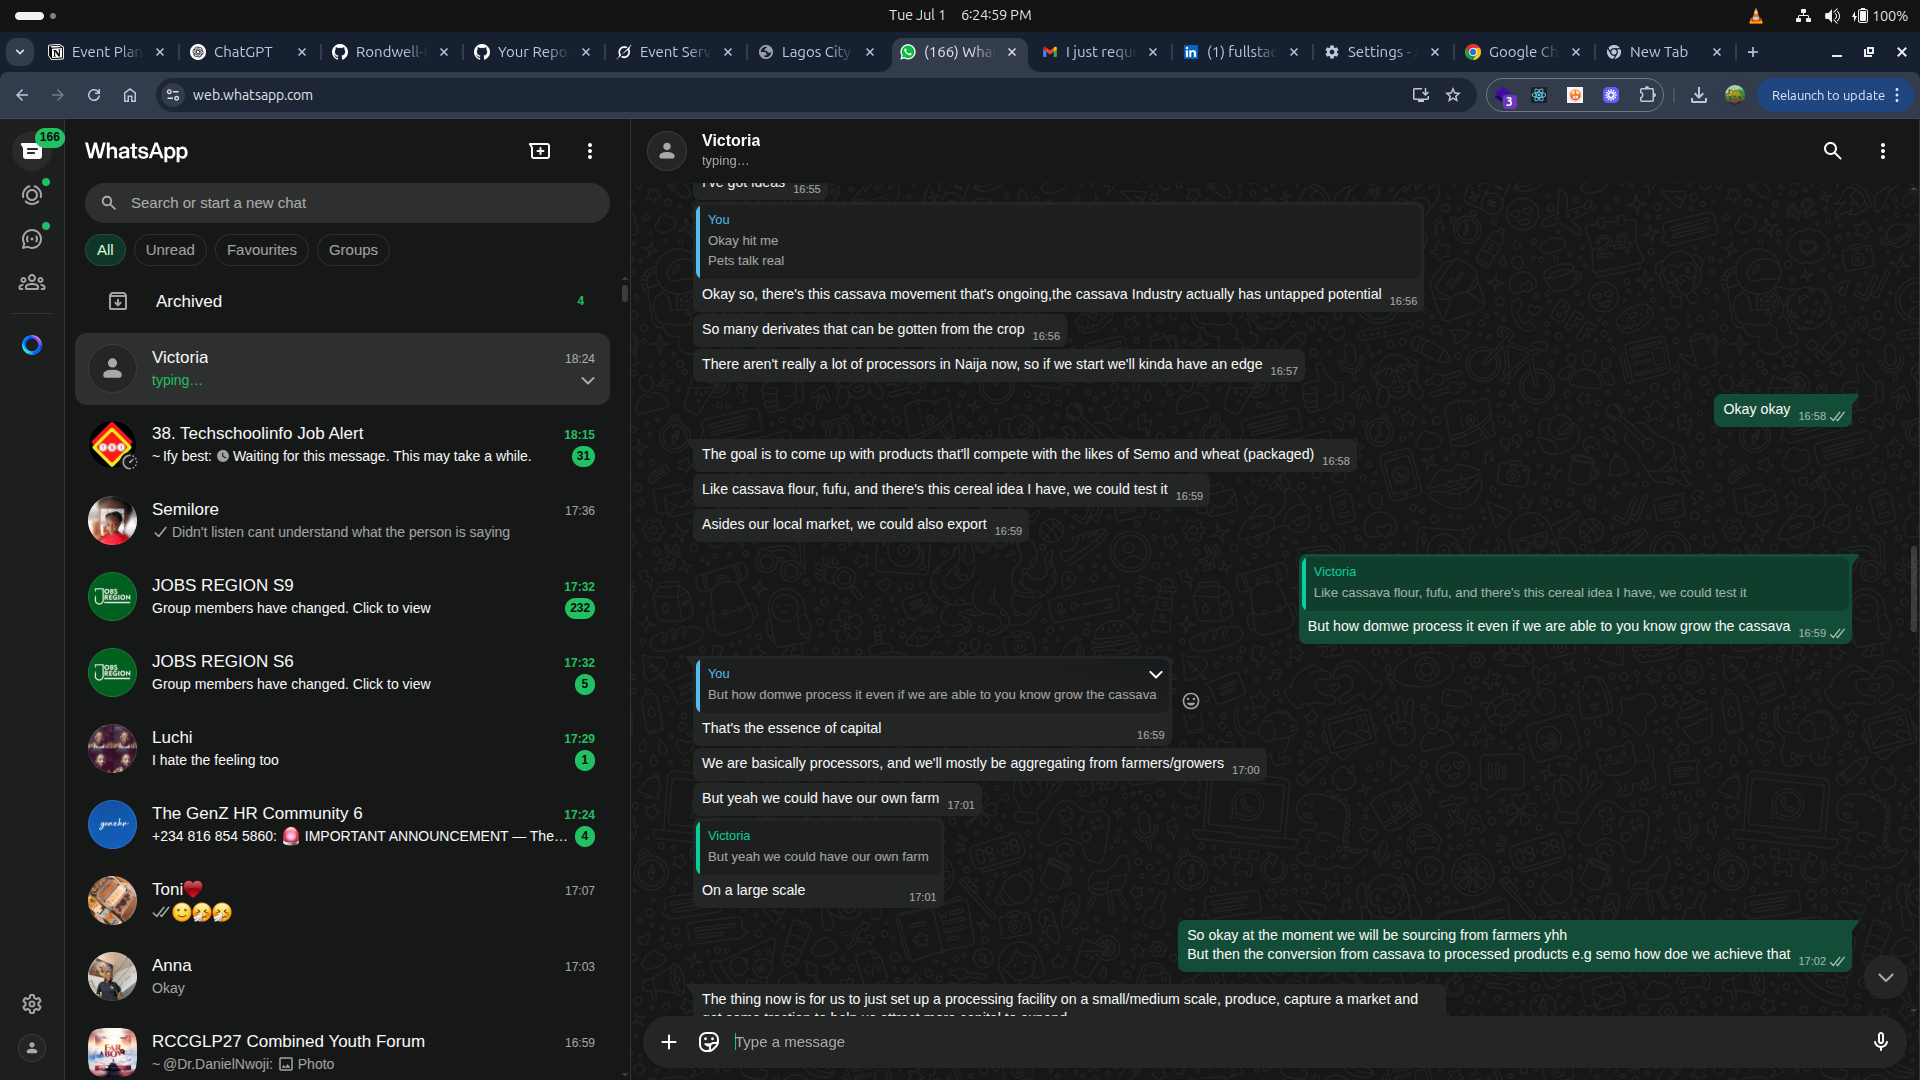 Tue Jul 1 6:24:59 PM
100%
Event Plan
ChatGPT
Rondwell-
Your Repo
Event Serv
Lagos City
(166) Wha
I just requ
(1) fullstac
Settings -
Google Ch
New Tab
web.whatsapp.com
3
Relaunch to update
166
WhatsApp
Search or start a new chat
All
Unread
Favourites
Groups
Archived
4
Victoria
18:24
typing…
38. Techschoolinfo Job Alert
18:15
~ Ify best: Waiting for this message. This may take a while.
31
Semilore
17:36
Didn't listen cant understand what the person is saying
JOBS REGION
JOBS REGION S9
17:32
Group members have changed. Click to view
232
JOBS REGION
JOBS REGION S6
17:32
Group members have changed. Click to view
5
Luchi
17:29
I hate the feeling too
1
genzhr
The GenZ HR Community 6
17:24
+234 816 854 5860: 🚨 IMPORTANT ANNOUNCEMENT — The…
4
Toni❤️
17:07
😊🤧🤧
Anna
17:03
Okay
RCCGLP27 Combined Youth Forum
16:59
~ @Dr.DanielNwoji: Photo
Victoria
typing…
I've got ideas 16:55
You
Okay hit me
Pets talk real
Okay so, there's this cassava movement that's ongoing,the cassava Industry actually has untapped potential 16:56
So many derivates that can be gotten from the crop 16:56
There aren't really a lot of processors in Naija now, so if we start we'll kinda have an edge 16:57
Okay okay 16:58
The goal is to come up with products that'll compete with the likes of Semo and wheat (packaged) 16:58
Like cassava flour, fufu, and there's this cereal idea I have, we could test it 16:59
Asides our local market, we could also export 16:59
Victoria
Like cassava flour, fufu, and there's this cereal idea I have, we could test it
But how domwe process it even if we are able to you know grow the cassava 16:59
You
But how domwe process it even if we are able to you know grow the cassava
That's the essence of capital 16:59
We are basically processors, and we'll mostly be aggregating from farmers/growers 17:00
But yeah we could have our own farm 17:01
Victoria
But yeah we could have our own farm
On a large scale 17:01
So okay at the moment we will be sourcing from farmers yhh
But then the conversion from cassava to processed products e.g semo how doe we achieve that 17:02
The thing now is for us to just set up a processing facility on a small/medium scale, produce, capture a market and
get some traction to help us attract more capital to expand
Type a message